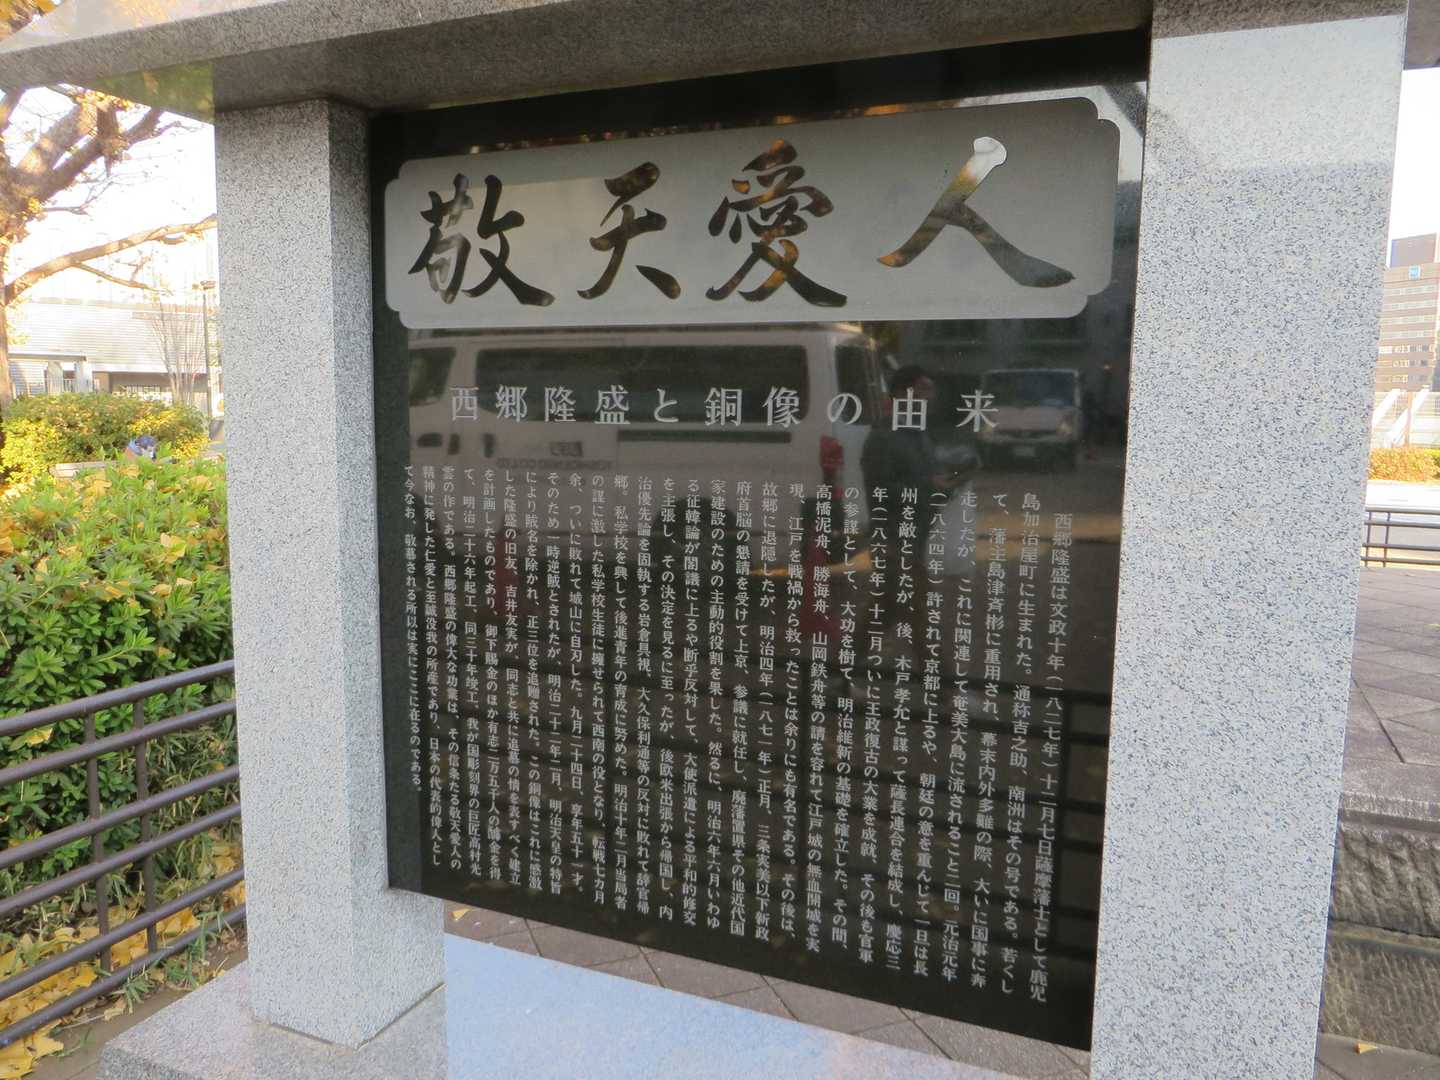 敬天愛人
西郷隆盛と銅像の由来
西郷隆盛は文政十年(一八二七年)十二月七日薩摩藩士として鹿児
島加治屋町に生まれた。通称吉之助、南洲はその号である。若くし
て、藩主島津斉彬に重用され、幕末内外多難の際、大いに国事に奔
走したが、これに関連して奄美大島に流されること二回。元治元年
(一八六四年)許されて京都に上るや、朝廷の意を重んじて一旦は長
州を敵としたが、後、木戸孝允と謀って薩長連合を結成し、慶応三
年(一八六七年)十二月ついに王政復古の大業を成就、その後も官軍
の参謀として、大功を樹て、明治維新の基礎を確立した。その間、
高橋泥舟、勝海舟、山岡鉄舟等の請を容れて江戸城の無血開城を実
現、江戸を戦禍から救ったことは余りにも有名である。その後は、
故郷に退隠したが、明治四年(一八七一年)正月、三条実美以下新政
府首脳の懇請を受けて上京、参議に就任し、廃藩置県その他近代国
家建設のための主動的役割を果した。然るに、明治六年六月いわゆ
る征韓論が閣議に上るや断乎反対して、大使派遣による平和的修交
を主張し、その決定を見るに至ったが、後欧米出張から帰国し、内
治優先論を固執する岩倉具視、大久保利通等の反対に敗れて辞官帰
郷。私学校を興して後進青年の育成に努めた。明治十年二月当局者
の謀に激した私学校生徒に擁せられて西南の役となり、転戦七カ月
余、ついに敗れて城山に自刃した。九月二十四日、享年五十一才。
そのため一時逆賊とされたが、明治二十二年二月、明治天皇の特旨
により賊名を除かれ、正三位を追贈された。この銅像はこれに感激
した隆盛の旧友、吉井友実が、同志と共に追慕の情を表すべく建立
を計画したものであり、御下賜金のほか有志二万五千人の醵金を得
て、明治二十六年起工、同三十年竣工。我が国彫刻界の巨匠高村光
雲の作である。西郷隆盛の偉大な功業は、その信条たる敬天愛人の
精神に発した仁愛と至誠没我の所産であり、日本の代表的偉人とし
て今なお、敬慕される所以は実にここに在るのである。